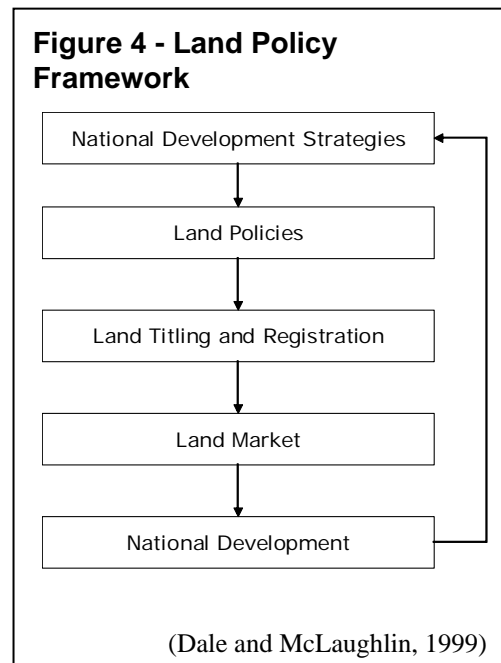 Figure 4 - Land Policy
Framework
National Development Strategies
Land Policies
Land Titling and Registration
Land Market
National Development
(Dale and McLaughlin, 1999)